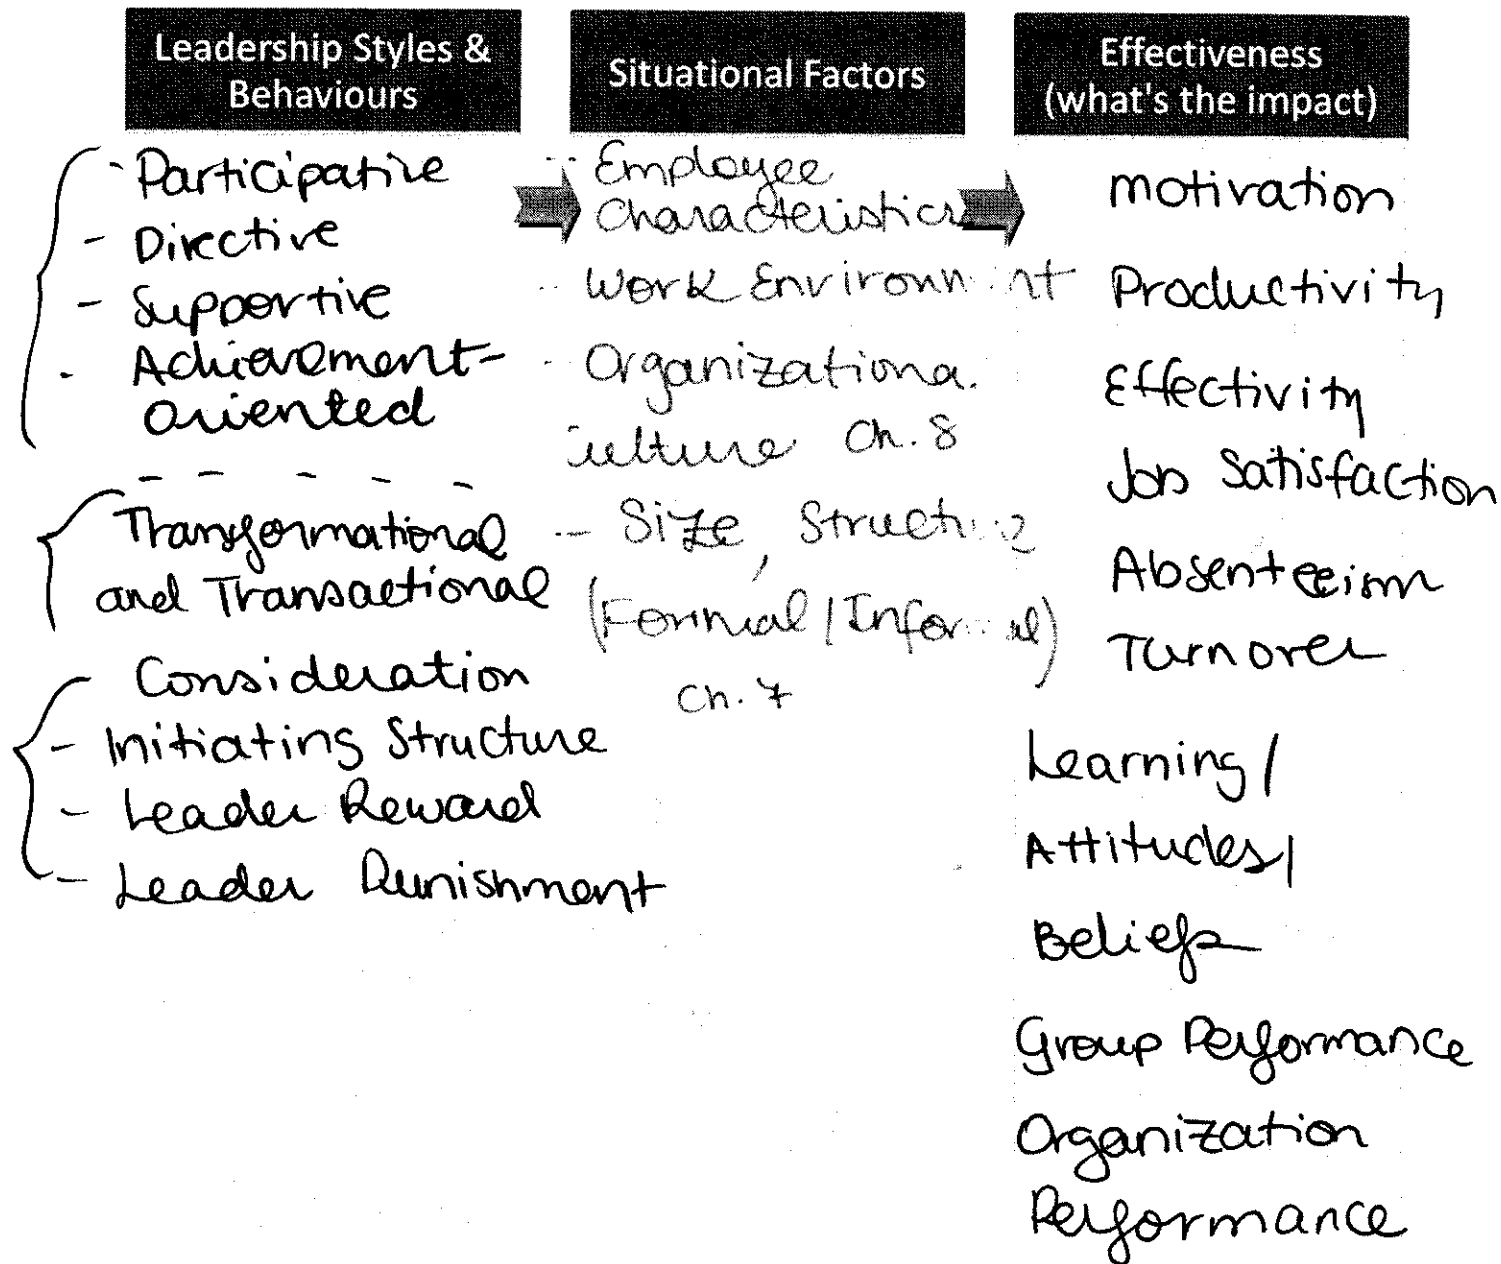 Leadership Styles &
Behaviours
- Participative
- Directive
- Supportive
- Achievement-
oriented
- - - - -
Transformational
and Transactional
Consideration
- Initiating Structure
- Leader Reward
- Leader Punishment
Situational Factors
- Employee
Characteristics
- Work Environment
- Organizational
Culture Ch. 8
- Size, Structure
(Formal / Informal)
Ch. 7
Effectiveness
(what's the impact)
motivation
Productivity
Effectivity
Job Satisfaction
Absenteeism
Turnover
Learning /
Attitudes /
Beliefs
Group Performance
Organization
Performance